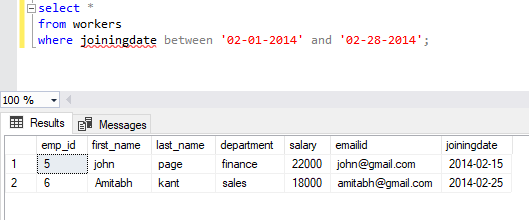 select *
from workers
where joiningdate between '02-01-2014' and '02-28-2014';
100 %
Results Messages
emp_id first_name last_name department salary emailid joiningdate
1 5 john page finance 22000 john@gmail.com 2014-02-15
2 6 Amitabh kant sales 18000 amitabh@gmail.com 2014-02-25